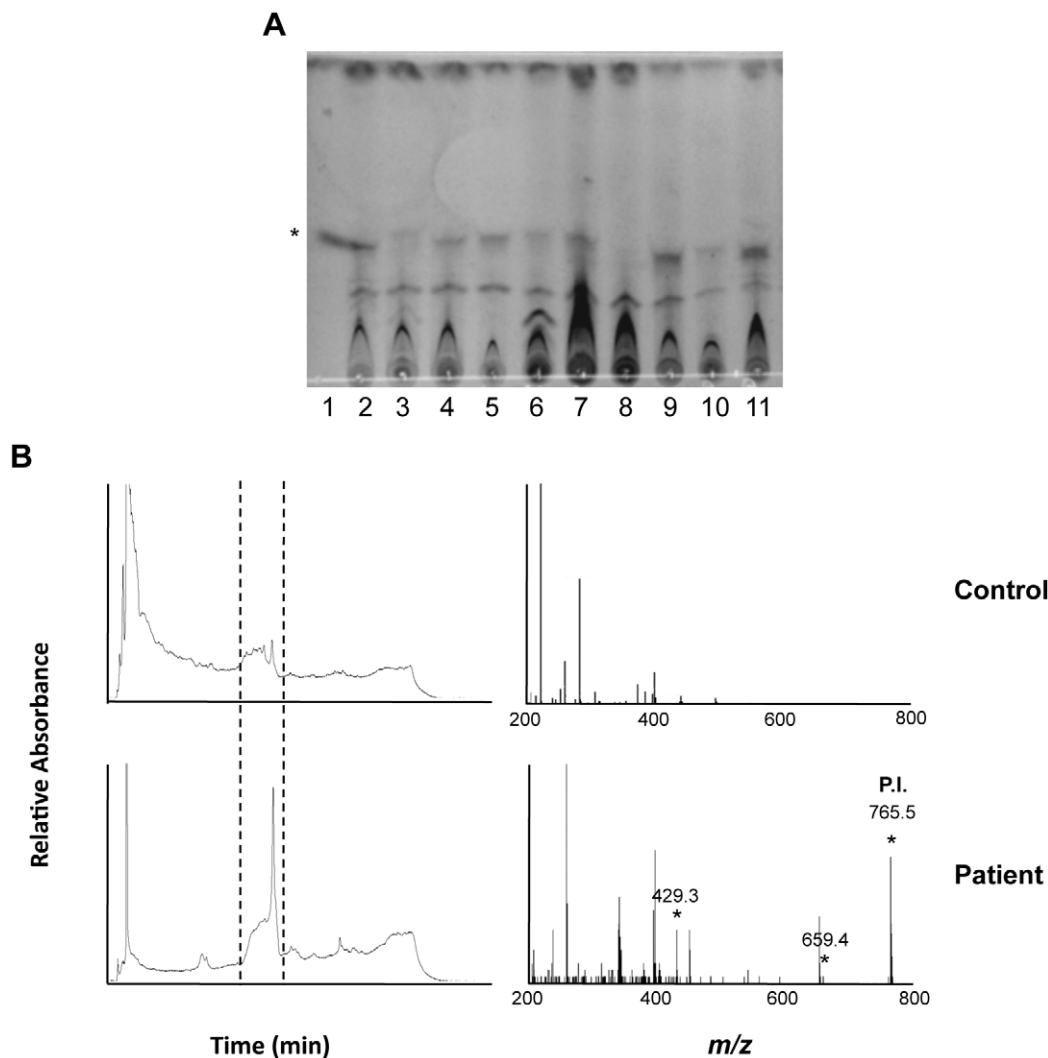 A
*
1 2 3 4 5 6 7 8 9 10 11
B
Relative Absorbance
Control
200 400 600 800
P.I.
765.5
*
Patient
429.3
*
659.4
*
200 400 600 800
Time (min)
m/z